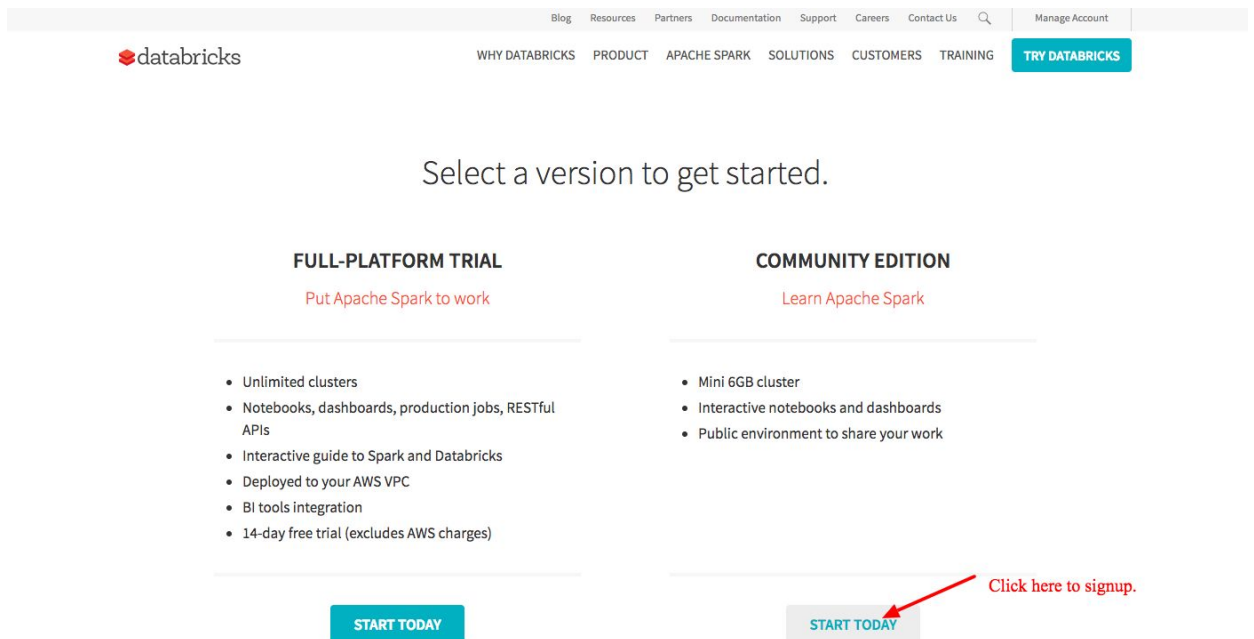 Blog Resources Partners Documentation Support Careers Contact Us Manage Account
databricks WHY DATABRICKS PRODUCT APACHE SPARK SOLUTIONS CUSTOMERS TRAINING TRY DATABRICKS
Select a version to get started.
FULL-PLATFORM TRIAL
Put Apache Spark to work
• Unlimited clusters
• Notebooks, dashboards, production jobs, RESTful
APIs
• Interactive guide to Spark and Databricks
• Deployed to your AWS VPC
• BI tools integration
• 14-day free trial (excludes AWS charges)
START TODAY
COMMUNITY EDITION
Learn Apache Spark
• Mini 6GB cluster
• Interactive notebooks and dashboards
• Public environment to share your work
Click here to signup.
START TODAY